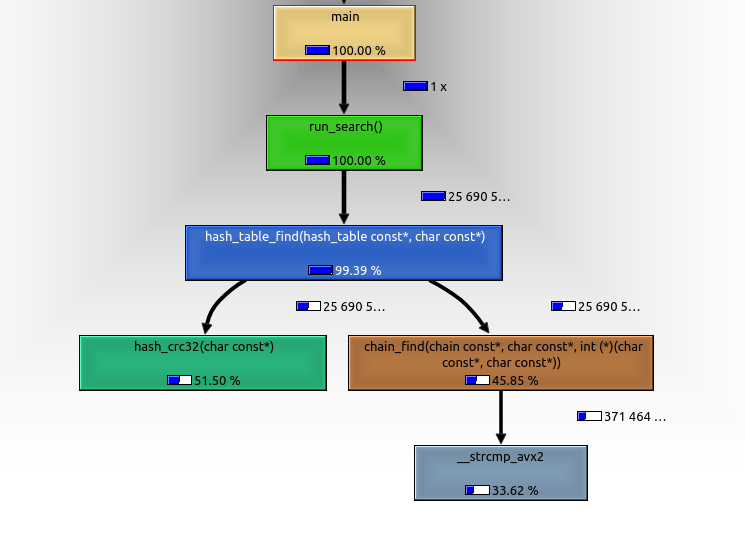 main
100.00 %
1 x
run_search()
100.00 %
25 690 5...
hash_table_find(hash_table const*, char const*)
99.39 %
25 690 5...
25 690 5...
hash_crc32(char const*)
51.50 %
chain_find(chain const*, char const*, int (*)(char
const*, char const*))
45.85 %
371 464 ...
__strcmp_avx2
33.62 %